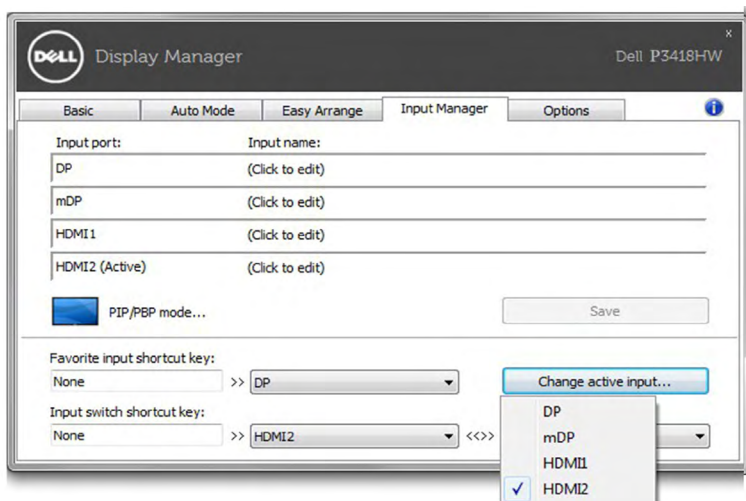 DELL Display Manager
x
Dell P3418HW
Basic Auto Mode Easy Arrange Input Manager Options
Input port: Input name:
DP (Click to edit)
mDP (Click to edit)
HDMI1 (Click to edit)
HDMI2 (Active) (Click to edit)
PIP/PBP mode... Save
Favorite input shortcut key:
None >> DP Change active input...
Input switch shortcut key:
None >> HDMI2 <<>>
DP
mDP
HDMI1
HDMI2